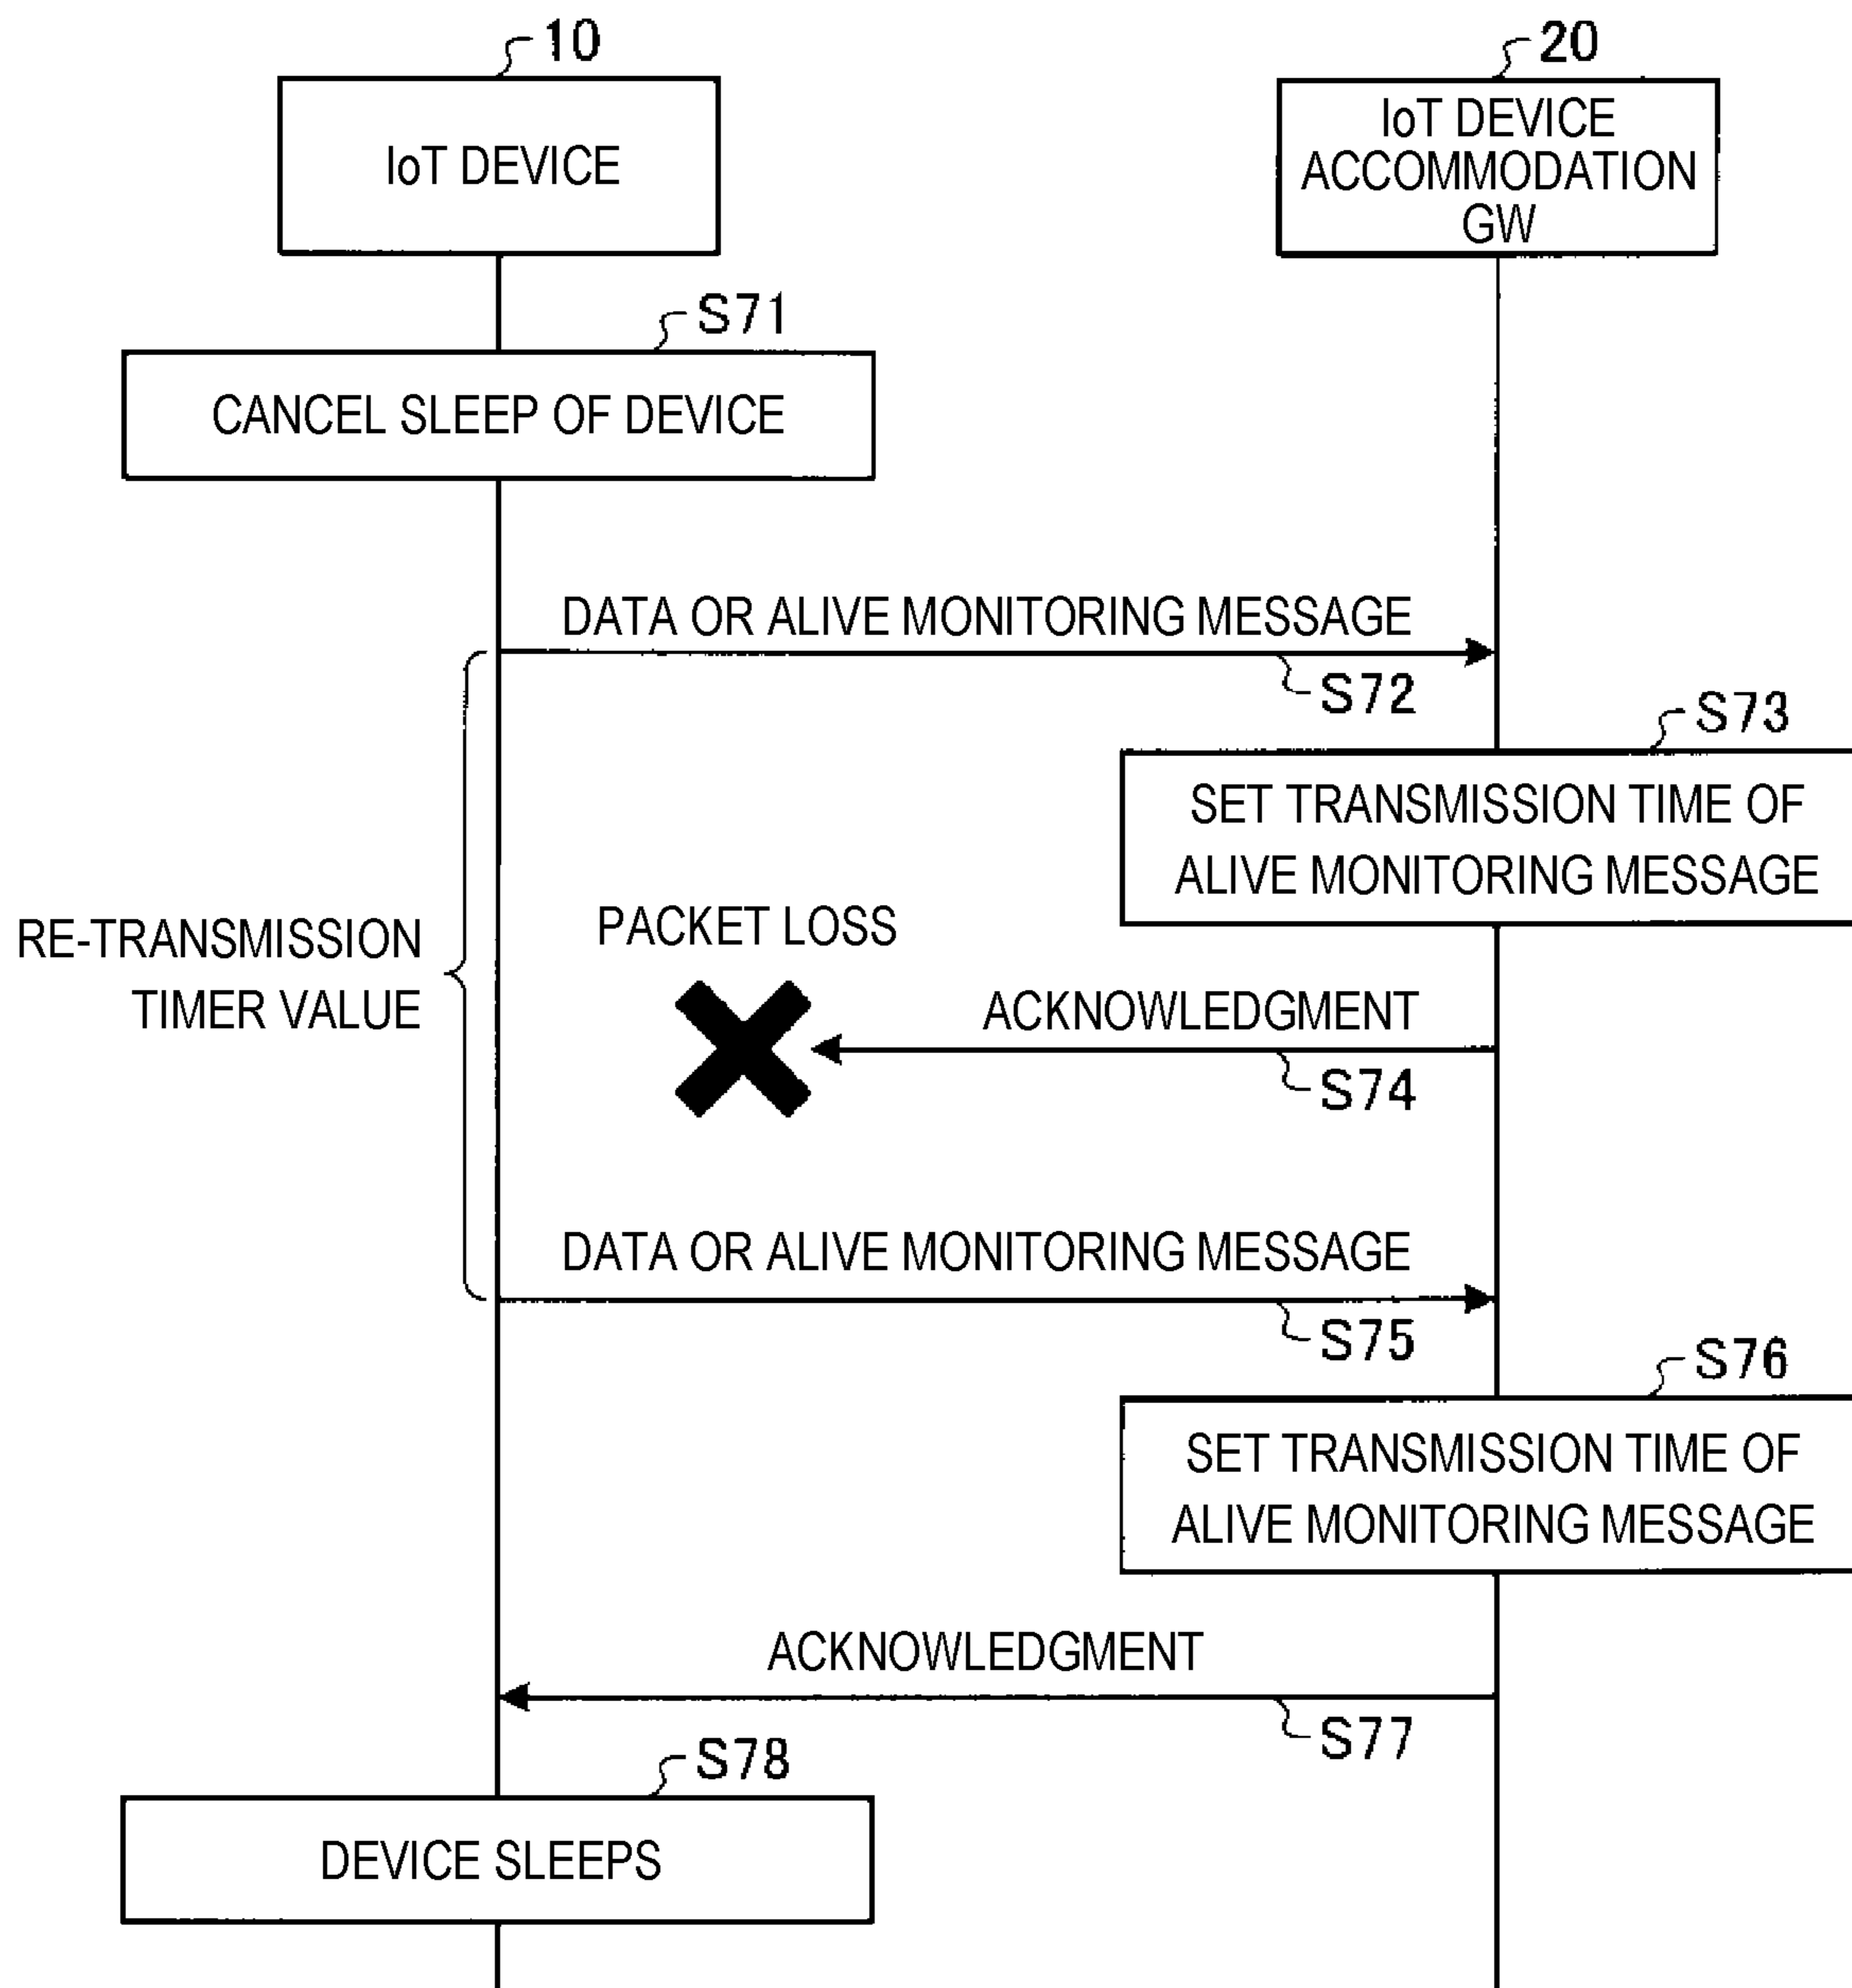 10
20
IoT DEVICE
IoT DEVICE
ACCOMMODATION
GW
S71
CANCEL SLEEP OF DEVICE
DATA OR ALIVE MONITORING MESSAGE
S72
S73
SET TRANSMISSION TIME OF
ALIVE MONITORING MESSAGE
RE-TRANSMISSION
TIMER VALUE
PACKET LOSS
ACKNOWLEDGMENT
S74
DATA OR ALIVE MONITORING MESSAGE
S75
S76
SET TRANSMISSION TIME OF
ALIVE MONITORING MESSAGE
ACKNOWLEDGMENT
S77
S78
DEVICE SLEEPS